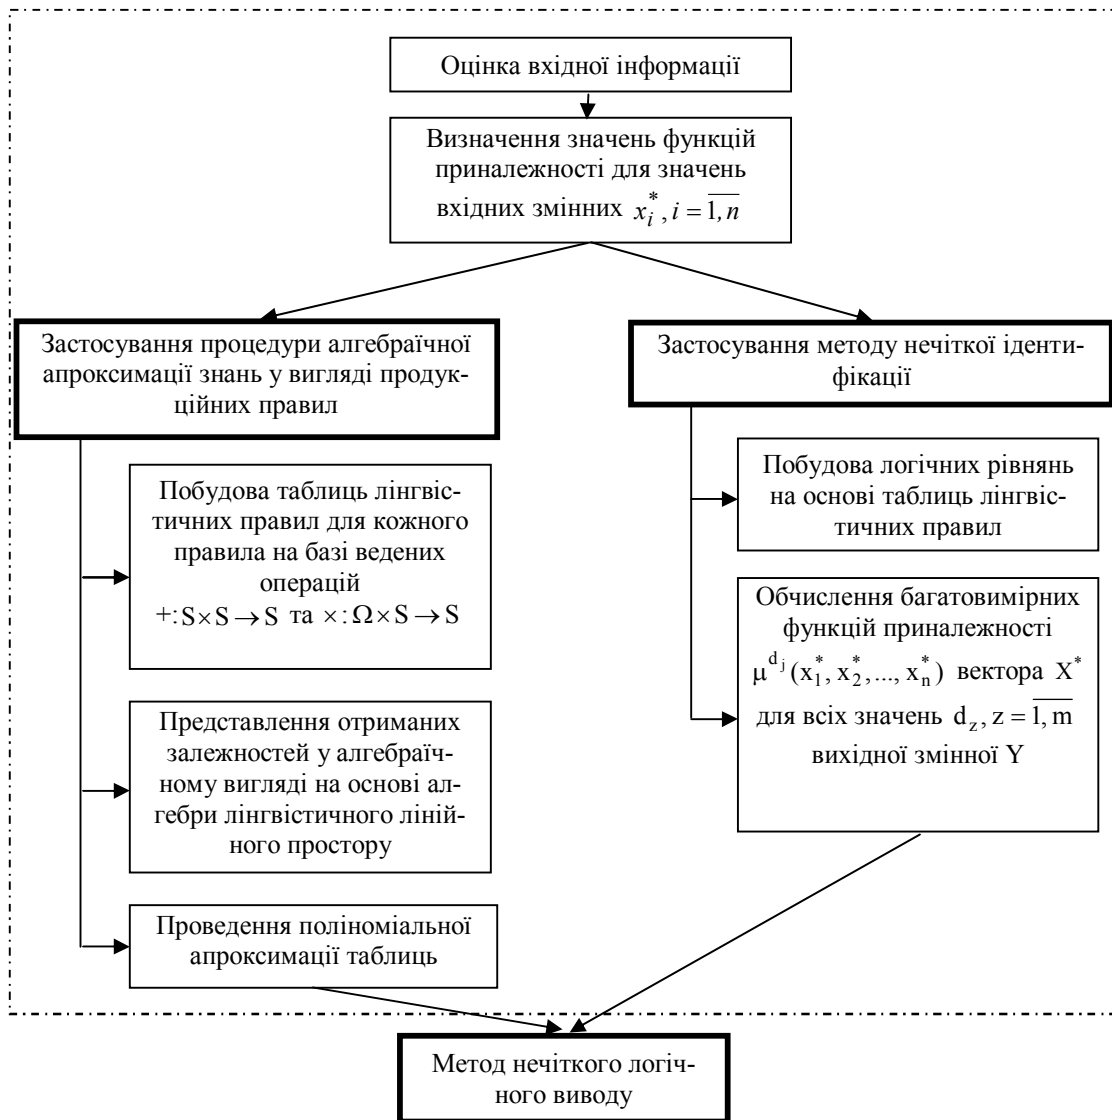 Оцінка вхідної інформації
Визначення значень функцій
приналежності для значень
вхідних змінних $x_i^*, i = \overline{1, n}$
Застосування процедури алгебраїчної
апроксимації знань у вигляді продук-
ційних правил
Застосування методу нечіткої іденти-
фікації
Побудова таблиць лінгвіс-
тичних правил для кожного
правила на базі ведених
операцій
+: S × S → S та ×: Ω × S → S
Представлення отриманих
залежностей у алгебраїч-
ному вигляді на основі ал-
гебри лінгвістичного ліній-
ного простору
Проведення поліноміальної
апроксимації таблиць
Побудова логічних рівнянь
на основі таблиць лінгвіс-
тичних правил
Обчислення багатовимірних
функцій приналежності
$\mu^{d_j}(x_1^*, x_2^*, ..., x_n^*)$ вектора $X^*$
для всіх значень $d_z, z = \overline{1, m}$
вихідної змінної Y
Метод нечіткого логіч-
ного виводу